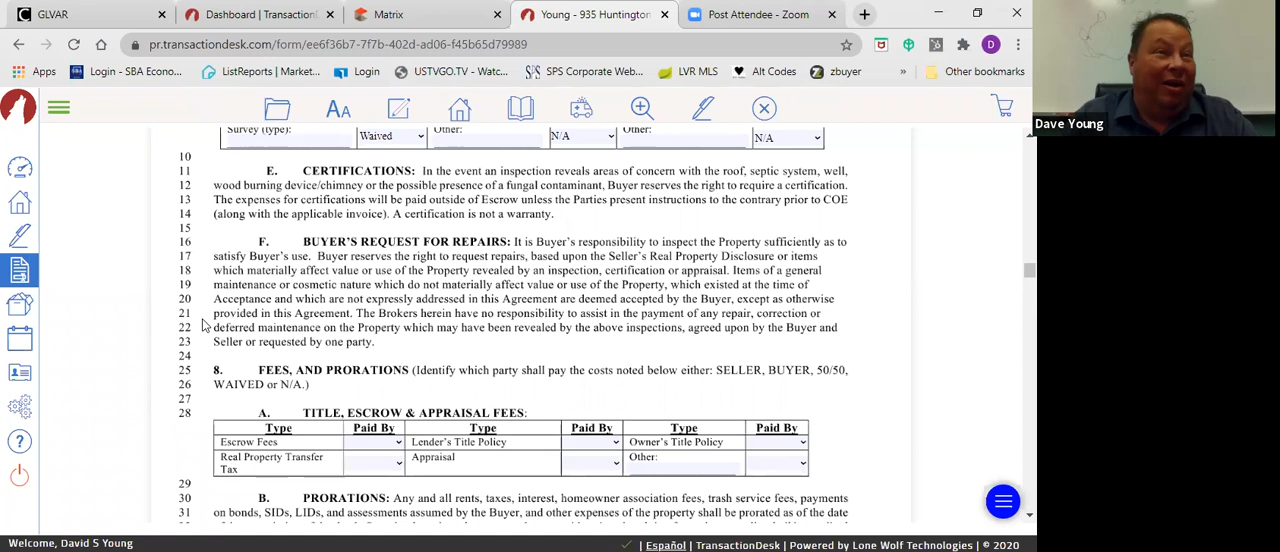 GLVAR
Dashboard | TransactionDesk
Matrix
Young - 935 Huntington
Post Attendee - Zoom
pr.transactiondesk.com/form/ee6f36b7-7f7b-402d-ad06-f45b65d79989
D
Apps
Login - SBA Econo...
ListReports | Market...
Login
USTVGO.TV - Watc...
SPS Corporate Web...
LVR MLS
Alt Codes
zbuyer
»
Other bookmarks
Dave Young
Survey (type):
Waived
Other:
N/A
Other:
N/A
10
11 E. CERTIFICATIONS: In the event an inspection reveals areas of concern with the roof, septic system, well,
12 wood burning device/chimney or the possible presence of a fungal contaminant, Buyer reserves the right to require a certification.
13 The expenses for certifications will be paid outside of Escrow unless the Parties present instructions to the contrary prior to COE
14 (along with the applicable invoice). A certification is not a warranty.
15
16 F. BUYER'S REQUEST FOR REPAIRS: It is Buyer's responsibility to inspect the Property sufficiently as to
17 satisfy Buyer's use. Buyer reserves the right to request repairs, based upon the Seller's Real Property Disclosure or items
18 which materially affect value or use of the Property revealed by an inspection, certification or appraisal. Items of a general
19 maintenance or cosmetic nature which do not materially affect value or use of the Property, which existed at the time of
20 Acceptance and which are not expressly addressed in this Agreement are deemed accepted by the Buyer, except as otherwise
21 provided in this Agreement. The Brokers herein have no responsibility to assist in the payment of any repair, correction or
22 deferred maintenance on the Property which may have been revealed by the above inspections, agreed upon by the Buyer and
23 Seller or requested by one party.
24
25 8. FEES, AND PRORATIONS (Identify which party shall pay the costs noted below either: SELLER, BUYER, 50/50,
26 WAIVED or N/A.)
27
28 A. TITLE, ESCROW & APPRAISAL FEES:
Type Paid By Type Paid By Type Paid By
Escrow Fees Lender's Title Policy Owner's Title Policy
Real Property Transfer Appraisal Other:
Tax
29
30 B. PRORATIONS: Any and all rents, taxes, interest, homeowner association fees, trash service fees, payments
31 on bonds, SIDs, LIDs, and assessments assumed by the Buyer, and other expenses of the property shall be prorated as of the date
Welcome, David S Young
Español | TransactionDesk | Powered by Lone Wolf Technologies | © 2020